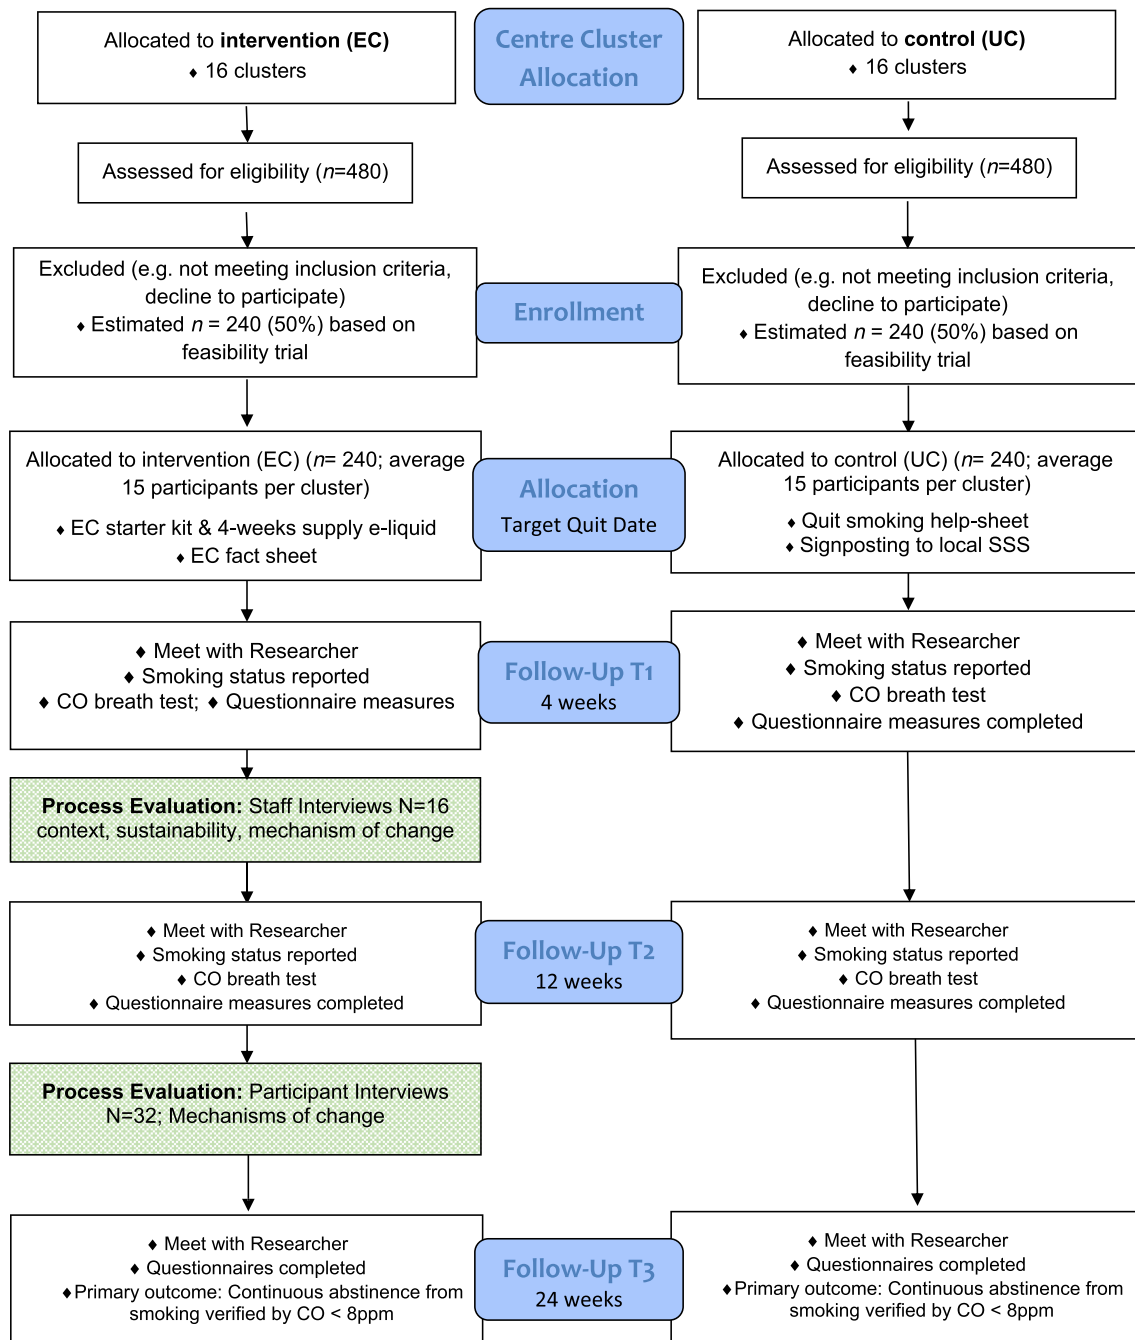 Allocated to intervention (EC)
♦ 16 clusters
Centre Cluster
Allocation
Allocated to control (UC)
♦ 16 clusters
Assessed for eligibility (n=480)
Assessed for eligibility (n=480)
Excluded (e.g. not meeting inclusion criteria,
decline to participate)
♦ Estimated n = 240 (50%) based on
feasibility trial
Enrollment
Excluded (e.g. not meeting inclusion criteria,
decline to participate)
♦ Estimated n = 240 (50%) based on
feasibility trial
Allocated to intervention (EC) (n= 240; average
15 participants per cluster)
♦ EC starter kit & 4-weeks supply e-liquid
♦ EC fact sheet
Allocation
Target Quit Date
Allocated to control (UC) (n= 240; average
15 participants per cluster)
♦ Quit smoking help-sheet
♦ Signposting to local SSS
♦ Meet with Researcher
♦ Smoking status reported
♦ CO breath test; ♦ Questionnaire measures
Follow-Up T1
4 weeks
♦ Meet with Researcher
♦ Smoking status reported
♦ CO breath test
♦ Questionnaire measures completed
Process Evaluation: Staff Interviews N=16
context, sustainability, mechanism of change
♦ Meet with Researcher
♦ Smoking status reported
♦ CO breath test
♦ Questionnaire measures completed
Follow-Up T2
12 weeks
♦ Meet with Researcher
♦ Smoking status reported
♦ CO breath test
♦ Questionnaire measures completed
Process Evaluation: Participant Interviews
N=32; Mechanisms of change
♦ Meet with Researcher
♦ Questionnaires completed
♦Primary outcome: Continuous abstinence from
smoking verified by CO < 8ppm
Follow-Up T3
24 weeks
♦ Meet with Researcher
♦ Questionnaires completed
♦Primary outcome: Continuous abstinence from
smoking verified by CO < 8ppm